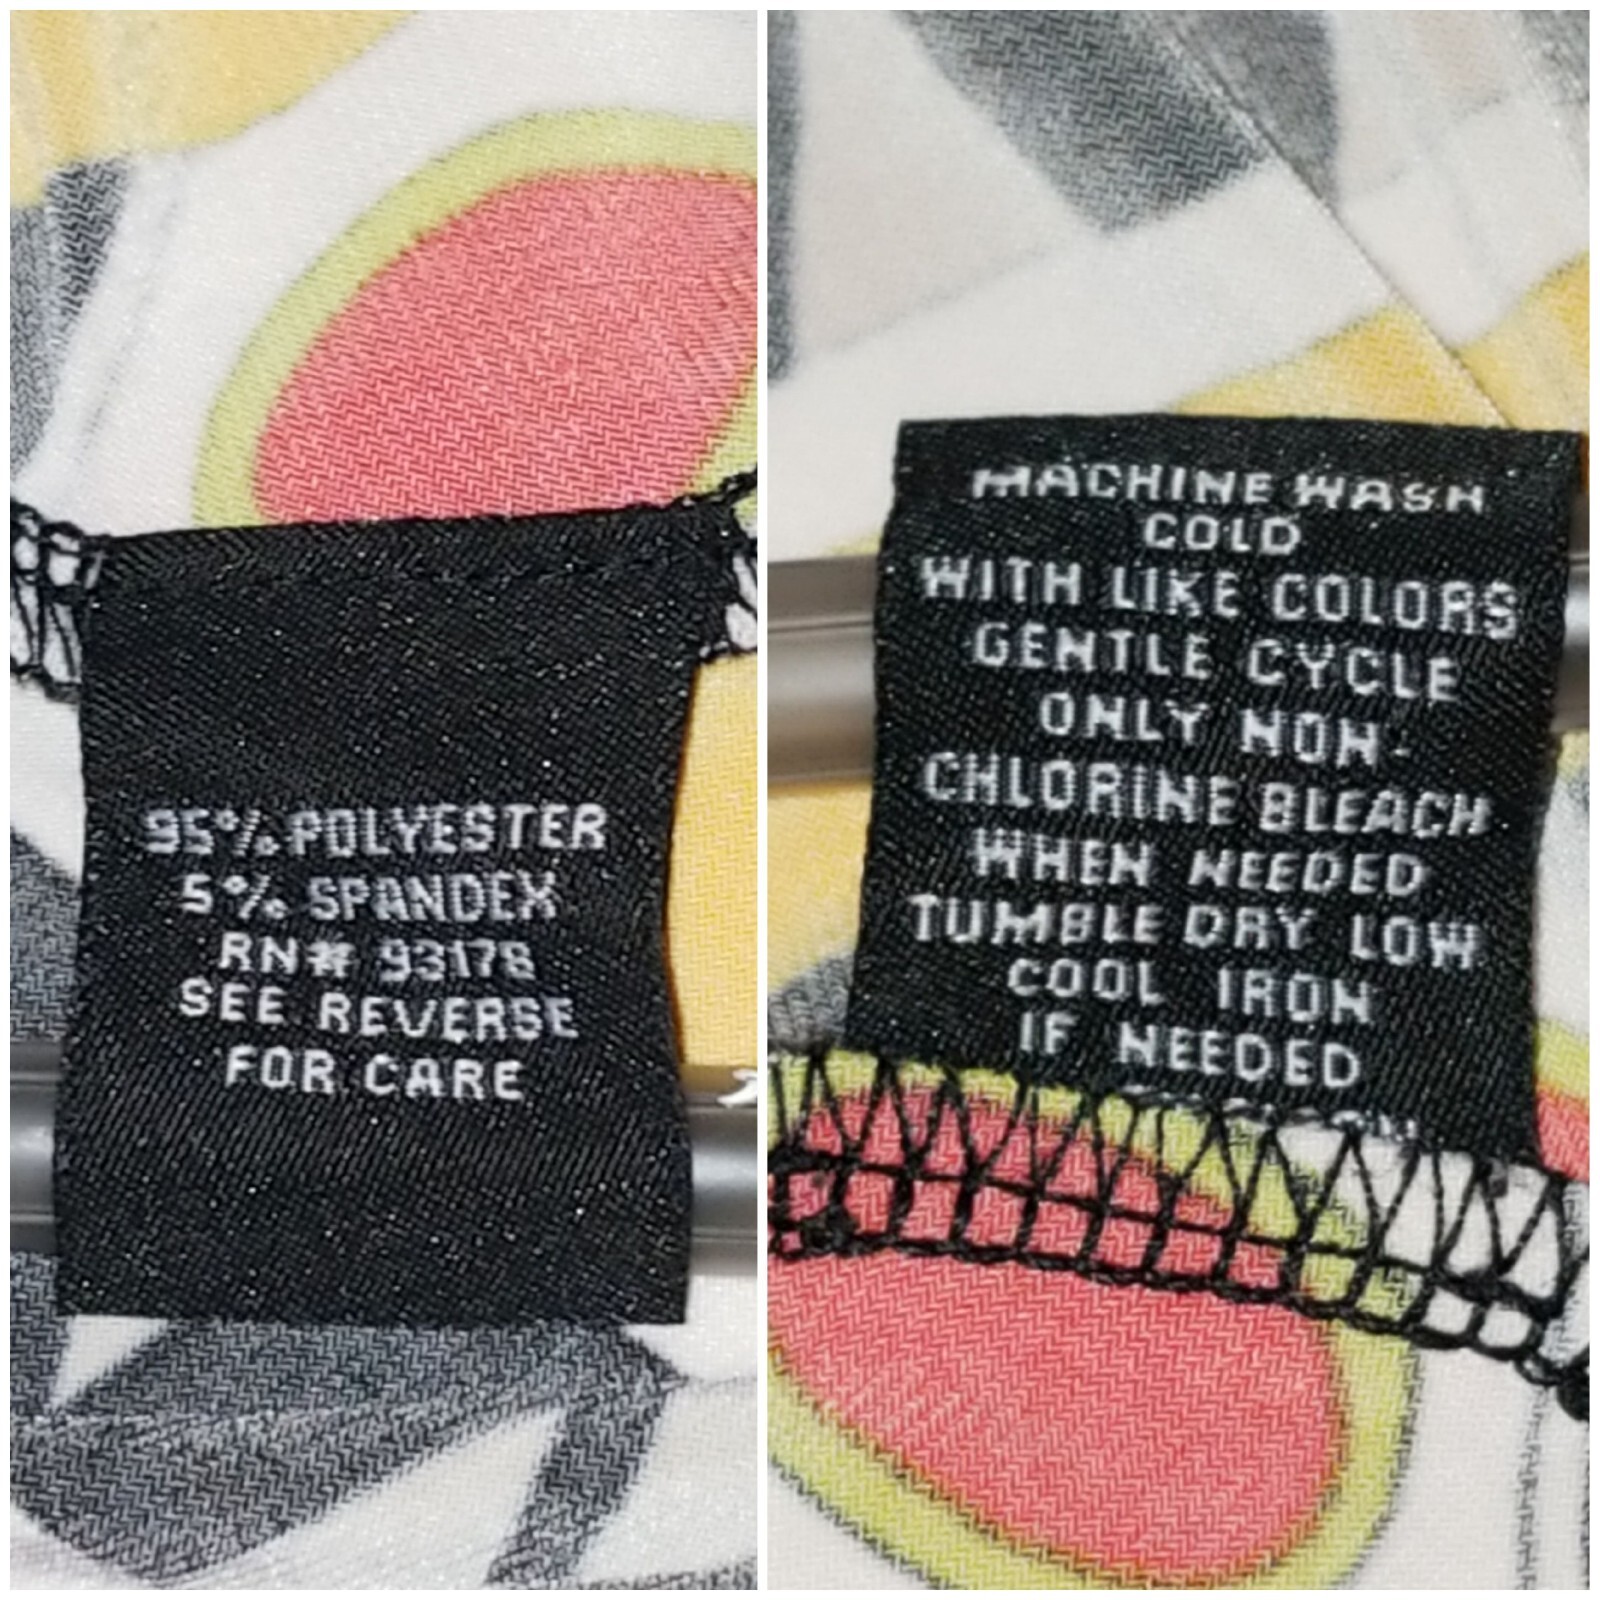 95% POLYESTER
5% SPANDEX
RN# 93178
SEE REVERSE
FOR CARE
MACHINE WASH
COLD
WITH LIKE COLORS
GENTLE CYCLE
ONLY NON-
CHLORINE BLEACH
WHEN NEEDED
TUMBLE DRY LOW
COOL IRON
IF NEEDED